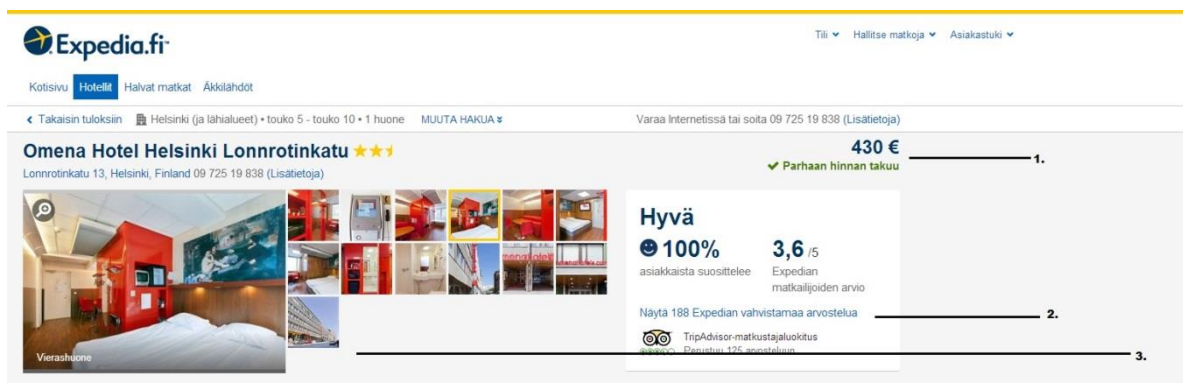 Expedia.fi
Tili Hallitse matkoja Asiakastuki
Kotisivu Hotellit Halvat matkat Äkkilähdöt
Takaisin tuloksiin Helsinki (ja lähialueet) • touko 5 - touko 10 • 1 huone MUUTA HAKUA Varaa Internetissä tai soita 09 725 19 838 (Lisätietoja)
Omena Hotel Helsinki Lonnrotinkatu 430 € 1.
Parhaan hinnan takuu
Lonnrotinkatu 13, Helsinki, Finland 09 725 19 838 (Lisätietoja)
Hyvä
100% 3,6 /5
asiakkaista suosittelee Expedian
matkailijoiden arvio
Näytä 188 Expedian vahvistamaa arvostelua 2.
TripAdvisor-matkustajaluokitus
Perustuu 125 arvosteluun
Vierashuone 3.